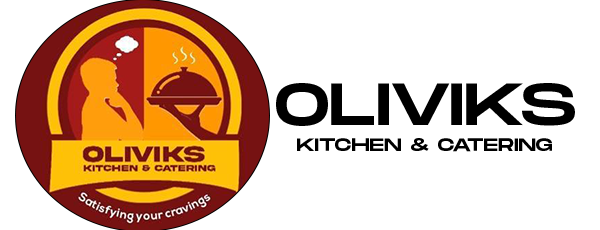 OLIVIKS
KITCHEN & CATERING
Satisfying your cravings
OLIVIKS
KITCHEN & CATERING